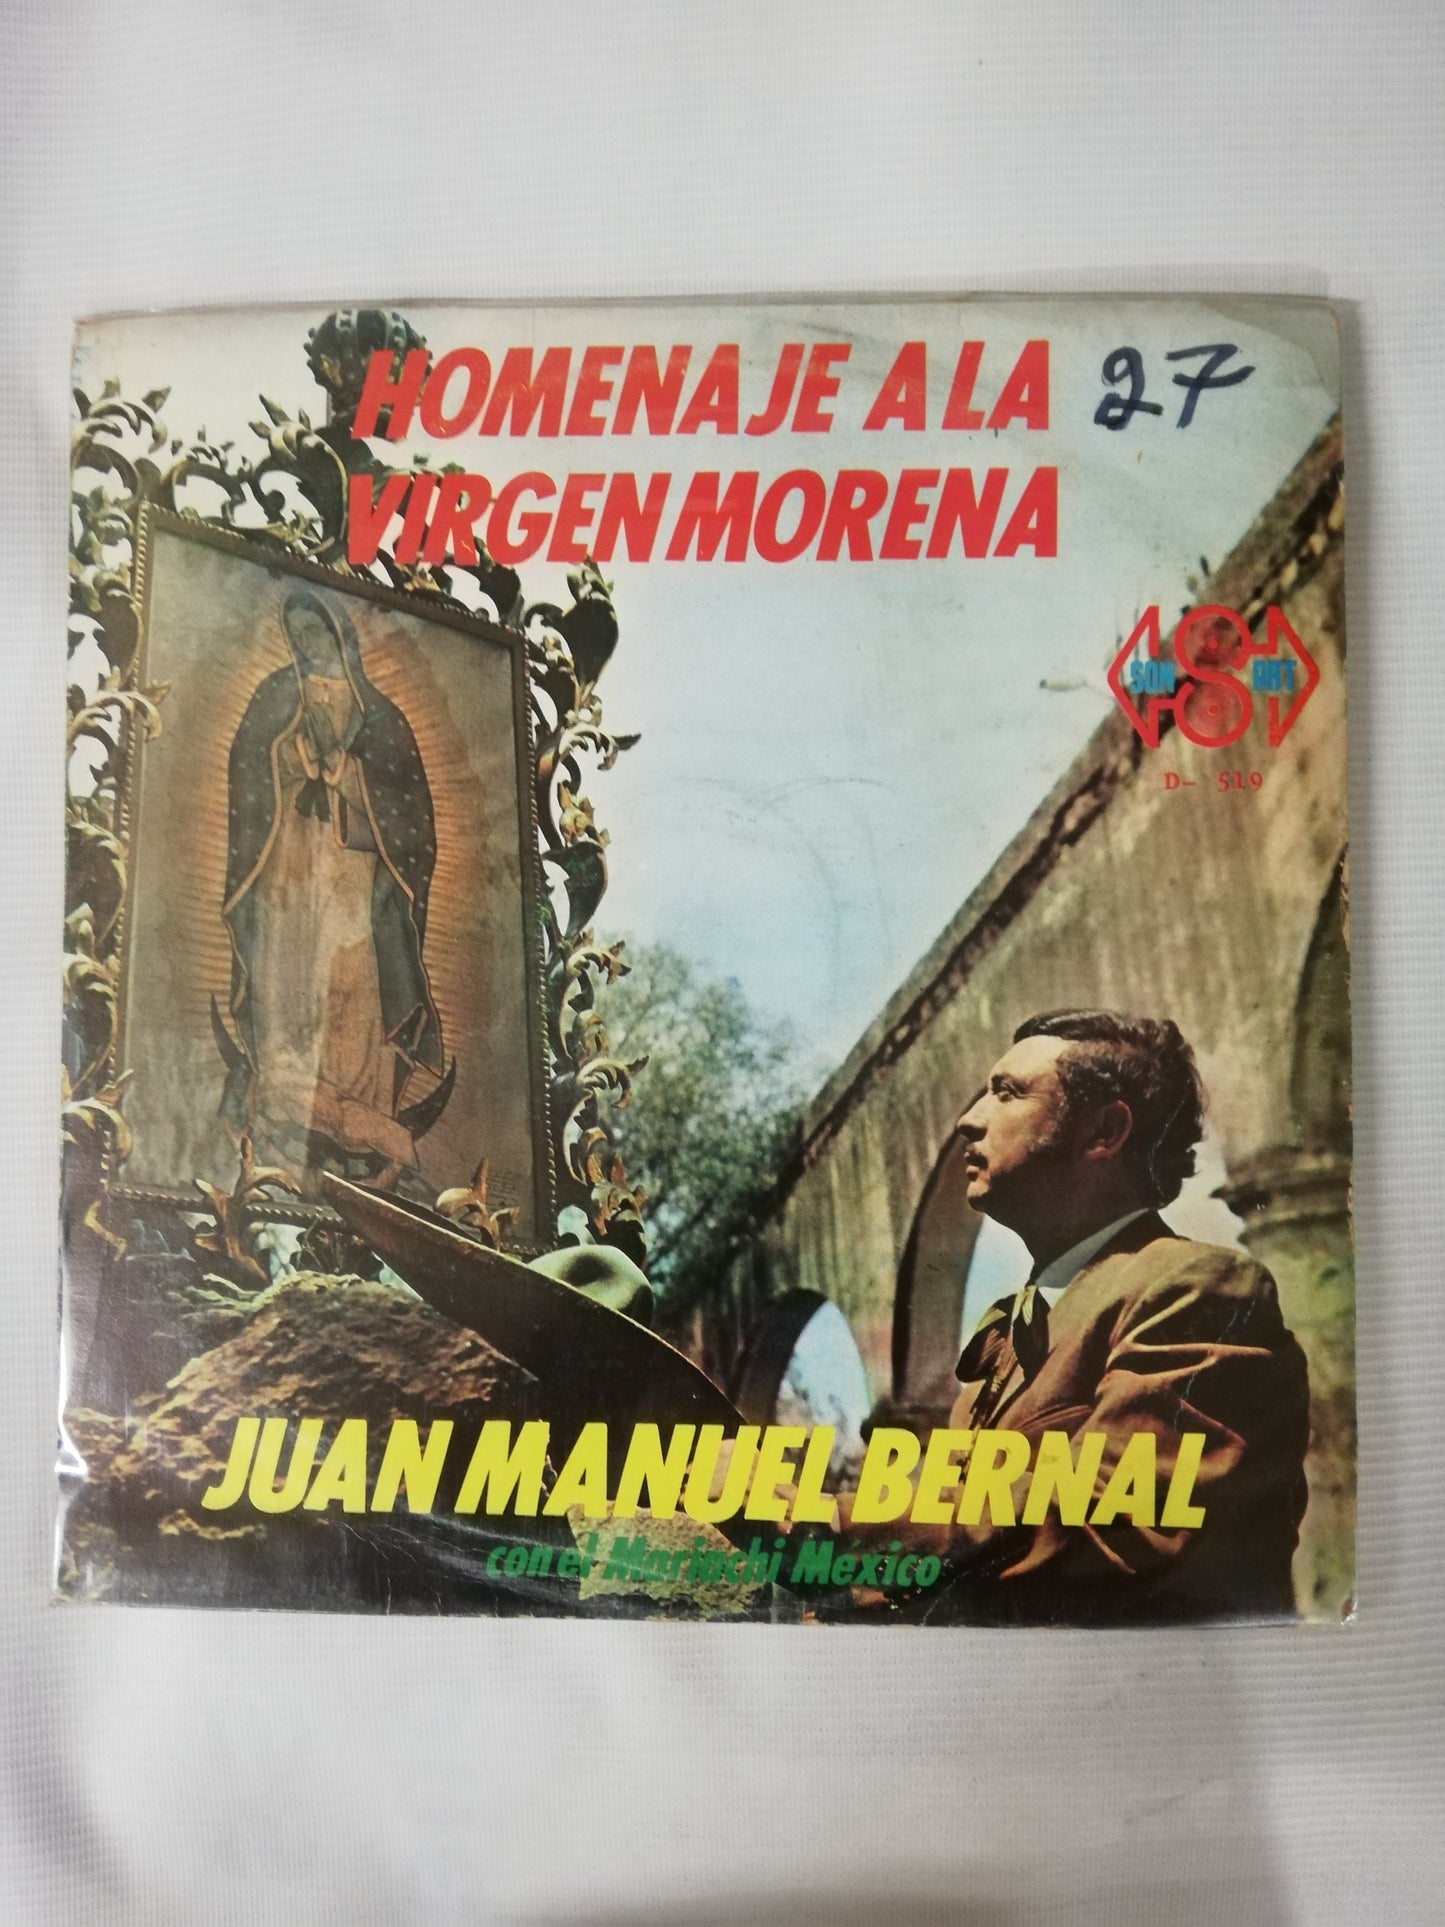 HOMENAJE A LA 27
VIRGEN MORENA
SON ART
D- 519
JUAN MANUEL BERNAL
con el Mariachi México